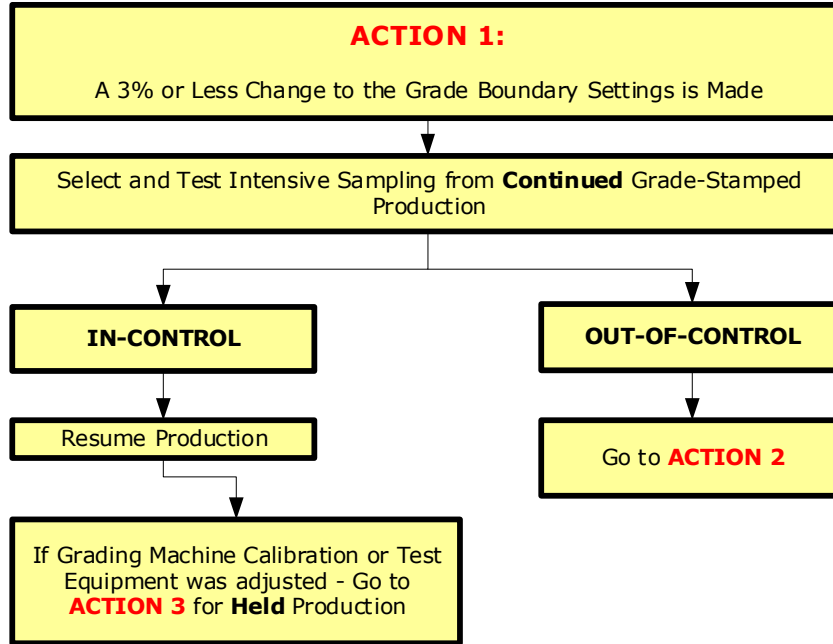 ACTION 1:
A 3% or Less Change to the Grade Boundary Settings is Made
Select and Test Intensive Sampling from Continued Grade-Stamped
Production
IN-CONTROL
OUT-OF-CONTROL
Resume Production
Go to ACTION 2
If Grading Machine Calibration or Test
Equipment was adjusted - Go to
ACTION 3 for Held Production